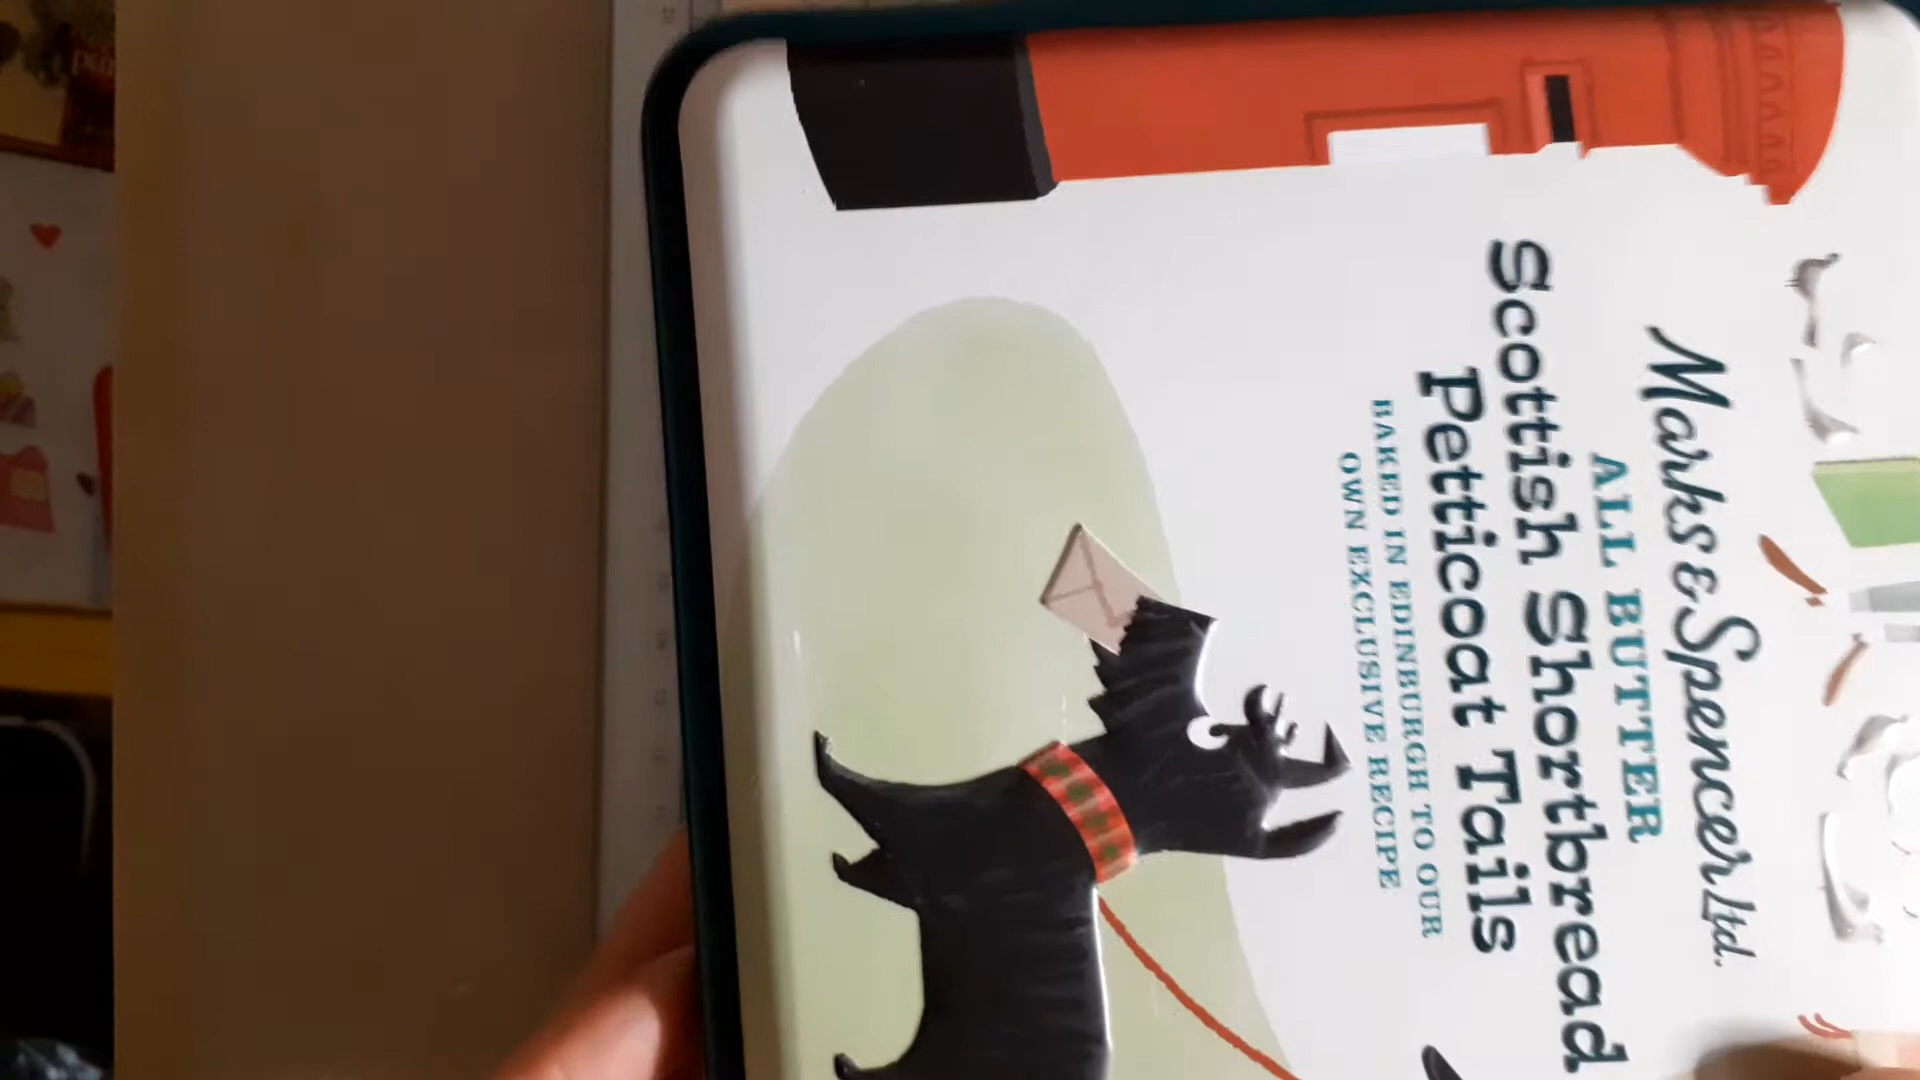 Marks & Spencer Ltd.
ALL BUTTER
Scottish Shortbread
Petticoat Tails
BAKED IN EDINBURGH TO OUR
OWN EXCLUSIVE RECIPE